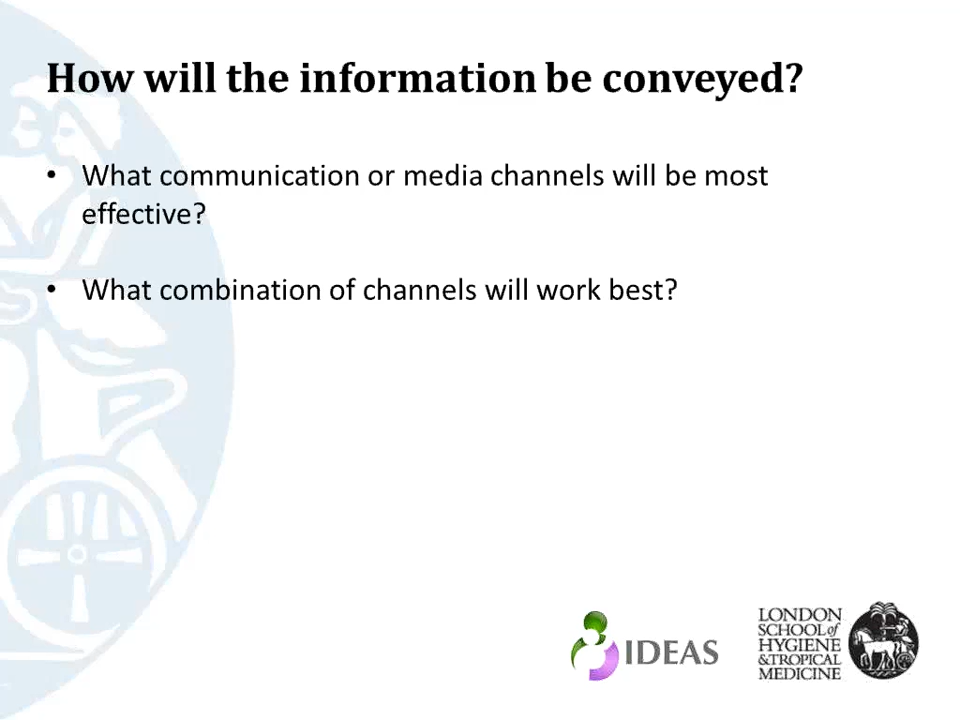 How will the information be conveyed?
• What communication or media channels will be most
effective?
• What combination of channels will work best?
IDEAS
LONDON
SCHOOL of
HYGIENE
& TROPICAL
MEDICINE